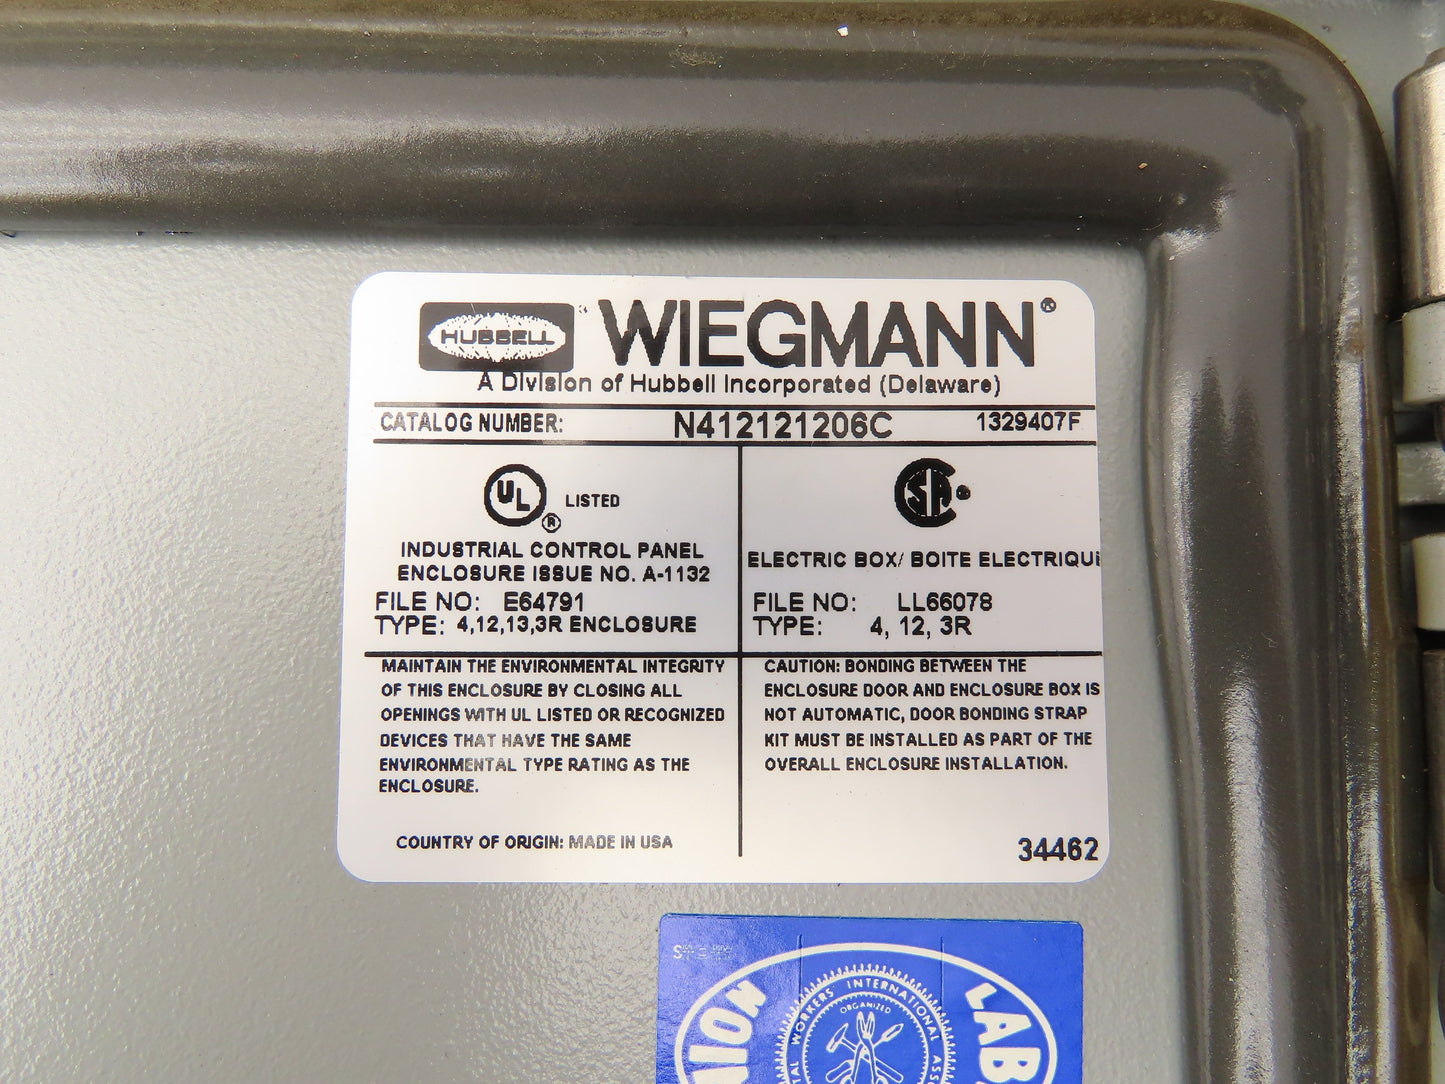 HUBBELL ® WIEGMANN®
A Division of Hubbell Incorporated (Delaware)
CATALOG NUMBER: N412121206C 1329407F
UL ® LISTED
INDUSTRIAL CONTROL PANEL
ENCLOSURE ISSUE NO. A-1132
FILE NO: E64791
TYPE: 4,12,13,3R ENCLOSURE
SA
ELECTRIC BOX/ BOITE ELECTRIQUE
FILE NO: LL66078
TYPE: 4, 12, 3R
MAINTAIN THE ENVIRONMENTAL INTEGRITY
OF THIS ENCLOSURE BY CLOSING ALL
OPENINGS WITH UL LISTED OR RECOGNIZED
DEVICES THAT HAVE THE SAME
ENVIRONMENTAL TYPE RATING AS THE
ENCLOSURE.
COUNTRY OF ORIGIN: MADE IN USA
CAUTION: BONDING BETWEEN THE
ENCLOSURE DOOR AND ENCLOSURE BOX IS
NOT AUTOMATIC, DOOR BONDING STRAP
KIT MUST BE INSTALLED AS PART OF THE
OVERALL ENCLOSURE INSTALLATION.
34462
WORKERS INTERNATIONAL
ORGANIZED